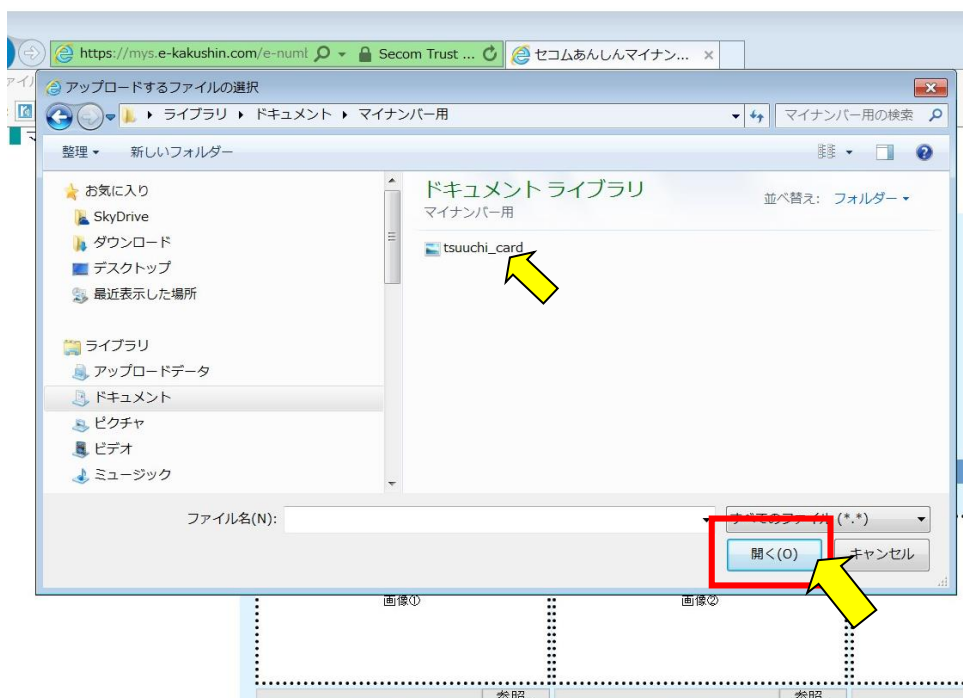 https://mys.e-kakushin.com/e-numb
Secom Trust ...
セコムあんしんマイナン...
アップロードするファイルの選択
ライブラリ ドキュメント マイナンバー用
マイナンバー用の検索
整理 新しいフォルダー
お気に入り
SkyDrive
ダウンロード
デスクトップ
最近表示した場所
ライブラリ
アップロードデータ
ドキュメント
ピクチャ
ビデオ
ミュージック
ドキュメント ライブラリ
マイナンバー用
並べ替え: フォルダー
tsuuchi_card
ファイル名(N):
すべてのファイル (*.*)
開く(O) キャンセル
画像① 画像②
参照 参照